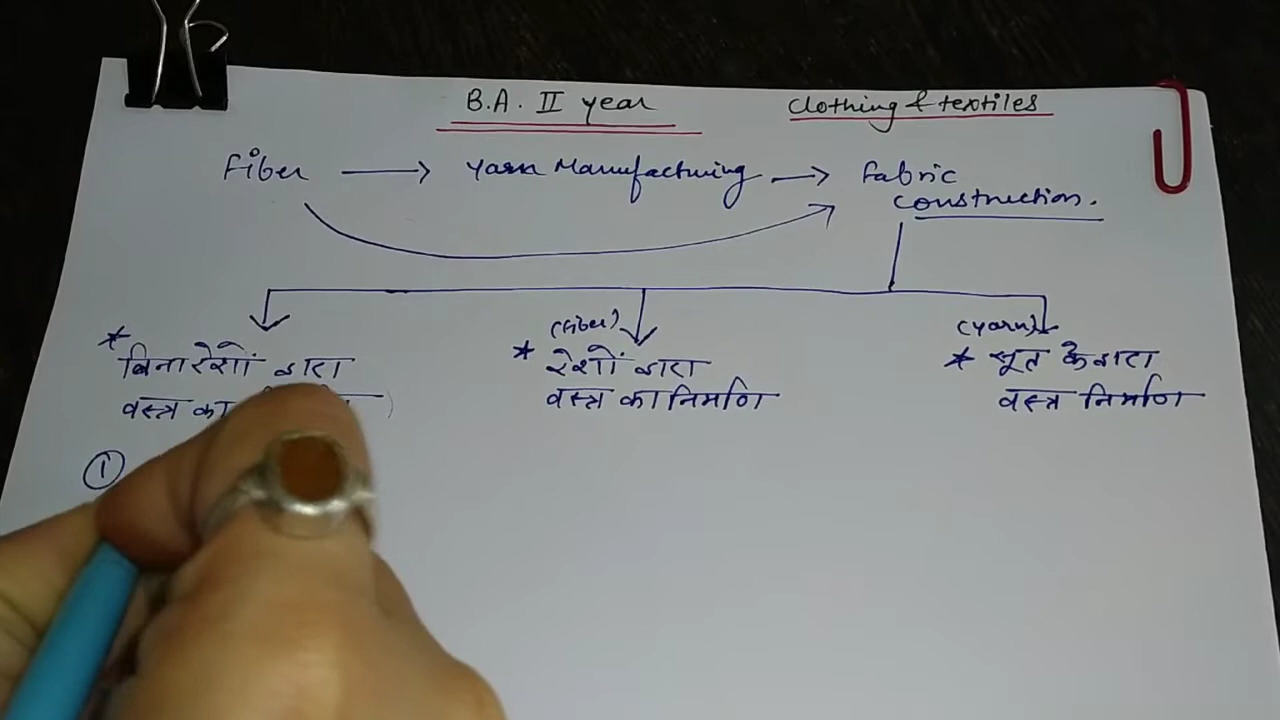 B.A. II year
Clothing & textiles
Fiber → Yarn Manufacturing → Fabric
construction.
* बिना रेशों द्वारा
वस्त्र का
(fiber)
* रेशों द्वारा
वस्त्र का निर्माण
(yarn)
* सूत के द्वारा
वस्त्र निर्माण
①